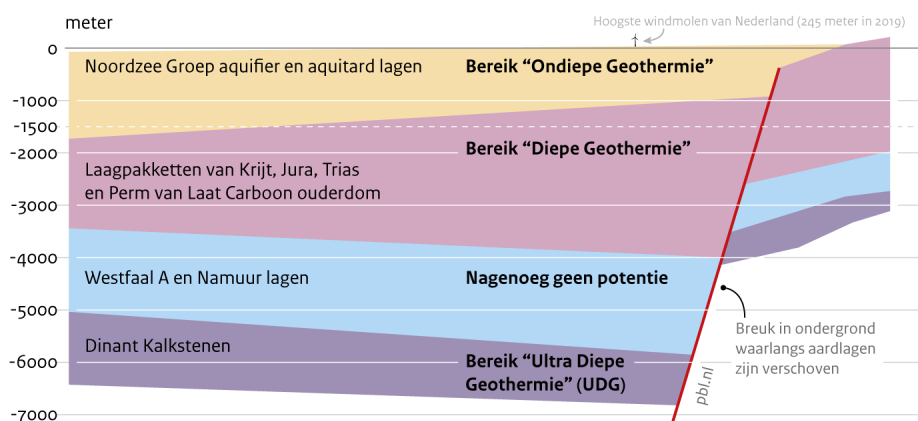 meter
Hoogste windmolen van Nederland (245 meter in 2019)
0
Noordzee Groep aquifier en aquitard lagen
Bereik “Ondiepe Geothermie”
-1000
-1500
Bereik “Diepe Geothermie”
-2000
Laagpakketten van Krijt, Jura, Trias
en Perm van Laat Carboon ouderdom
-3000
-4000
Westfaal A en Namuur lagen
Nagenoeg geen potentie
-5000
Breuk in ondergrond
waarlangs aardlagen
zijn verschoven
Dinant Kalkstenen
Bereik “Ultra Diepe
Geothermie” (UDG)
-6000
pbl.nl
-7000